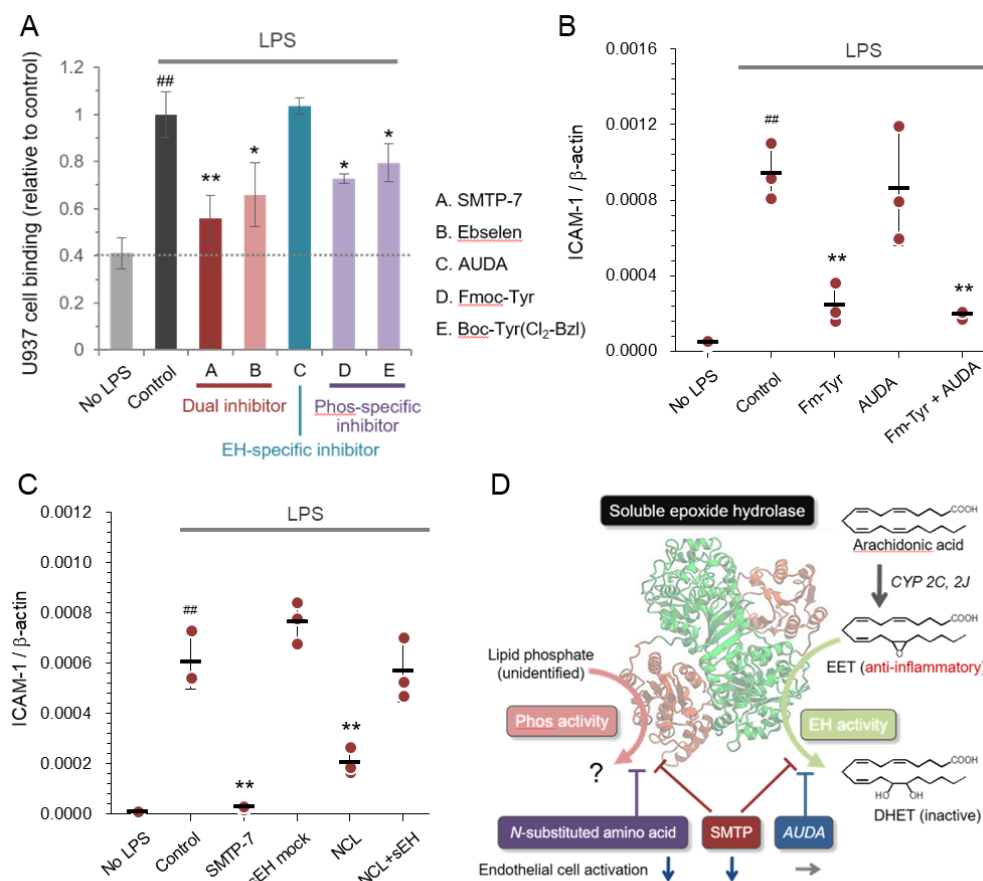 A
LPS
U937 cell binding (relative to control)
1.2
1
0.8
0.6
0.4
0.2
0
##
**
*
*
*
No LPS
Control
A
B
C
D
E
Dual inhibitor
Phos-specific
inhibitor
EH-specific inhibitor
A. SMTP-7
B. Ebselen
C. AUDA
D. Fmoc-Tyr
E. Boc-Tyr(Cl₂-Bzl)
B
LPS
ICAM-1 / β-actin
0.0016
0.0012
0.0008
0.0004
0.0000
##
**
**
No LPS
Control
Fm-Tyr
AUDA
Fm-Tyr + AUDA
C
LPS
ICAM-1 / β-actin
0.0012
0.0010
0.0008
0.0006
0.0004
0.0002
0.0000
##
**
**
No LPS
Control
SMTP-7
sEH mock
NCL
NCL+sEH
D
Soluble epoxide hydrolase
COOH
Arachidonic acid
CYP 2C, 2J
COOH
O
EET (anti-inflammatory)
Lipid phosphate
(unidentified)
Phos activity
EH activity
?
COOH
HO OH
DHET (inactive)
N-substituted amino acid
SMTP
AUDA
Endothelial cell activation